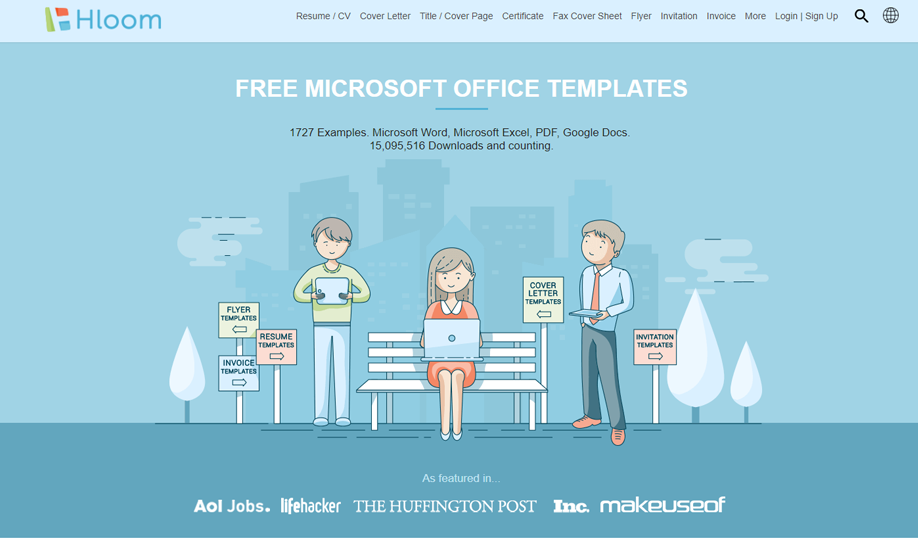 Hloom
Resume / CV Cover Letter Title / Cover Page Certificate Fax Cover Sheet Flyer Invitation Invoice More Login | Sign Up
FREE MICROSOFT OFFICE TEMPLATES
1727 Examples. Microsoft Word, Microsoft Excel, PDF, Google Docs.
15,095,516 Downloads and counting.
FLYER
TEMPLATES
RESUME
TEMPLATES
INVOICE
TEMPLATES
COVER
LETTER
TEMPLATES
INVITATION
TEMPLATES
As featured in...
Aol Jobs. lifehacker THE HUFFINGTON POST Inc. makeuseof